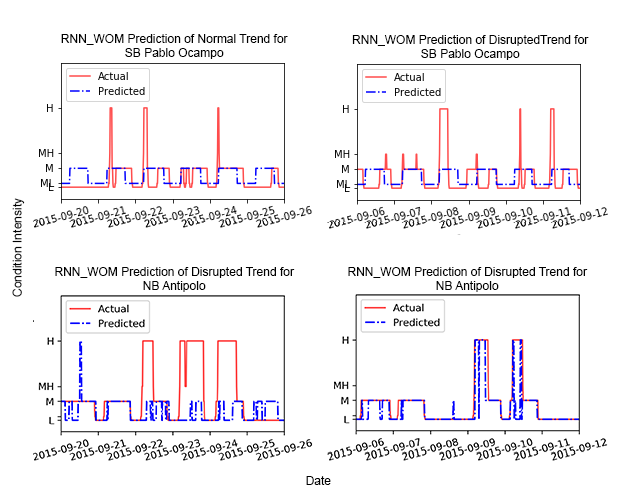 RNN_WOM Prediction of Normal Trend for
SB Pablo Ocampo
Actual
Predicted
H
MH
M
ML
L
2015-09-20
2015-09-21
2015-09-22
2015-09-23
2015-09-24
2015-09-25
2015-09-26
RNN_WOM Prediction of DisruptedTrend for
SB Pablo Ocampo
Actual
Predicted
H
MH
M
ML
L
2015-09-06
2015-09-07
2015-09-08
2015-09-09
2015-09-10
2015-09-11
2015-09-12
Condition Intensity
RNN_WOM Prediction of Disrupted Trend for
NB Antipolo
Actual
Predicted
H
MH
M
L
2015-09-20
2015-09-21
2015-09-22
2015-09-23
2015-09-24
2015-09-25
2015-09-26
RNN_WOM Prediction of Disrupted Trend for
NB Antipolo
Actual
Predicted
H
MH
M
L
2015-09-06
2015-09-07
2015-09-08
2015-09-09
2015-09-10
2015-09-11
2015-09-12
Date